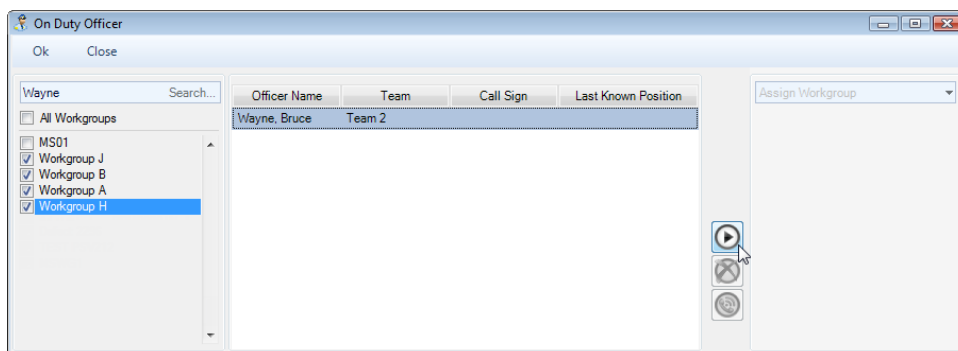 On Duty Officer
Ok Close
Wayne Search...
All Workgroups
MS01
Workgroup J
Workgroup B
Workgroup A
Workgroup H
Officer Name Team Call Sign Last Known Position
Wayne, Bruce Team 2
Assign Workgroup